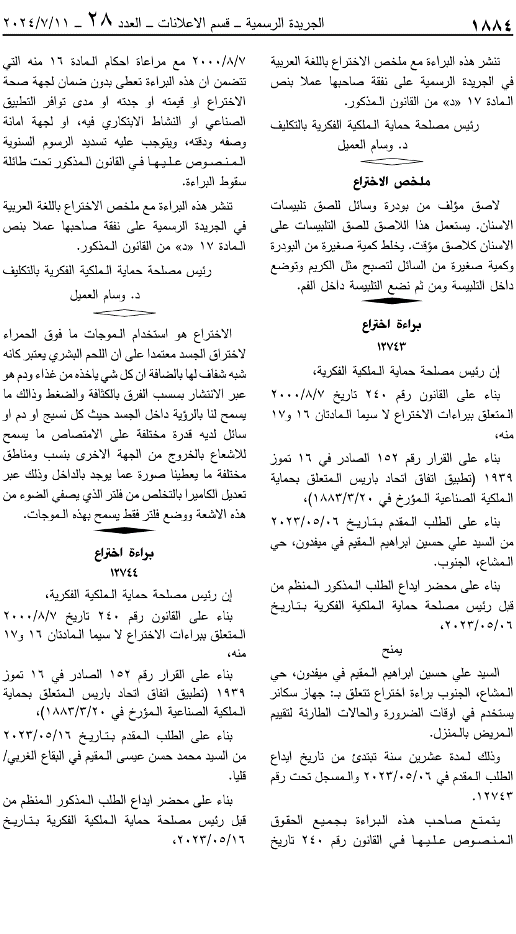 ١٨٨٤
الجريدة الرسمية – قسم الاعلانات – العدد ٢٨ – ٢٠٢٤/٧/١١
تنشر هذه البراءة مع ملخص الاختراع باللغة العربية
في الجريدة الرسمية على نفقة صاحبها عملا بنص
المادة ١٧ «د» من القانون المذكور.
رئيس مصلحة حماية الملكية الفكرية بالتكليف
د. وسام العميل
ملخص الاختراع
لاصق مؤلف من بودرة وسائل للصق تلبيسات
الاسنان. يستعمل هذا اللاصق للصق التلبيسات على
الاسنان كلاصق مؤقت. يخلط كمية صغيرة من البودرة
وكمية صغيرة من السائل لتصبح مثل الكريم وتوضع
داخل التلبيسة ومن ثم نضع التلبيسة داخل الفم.
براءة اختراع
١٢٧٤٣
إن رئيس مصلحة حماية الملكية الفكرية،
بناء على القانون رقم ٢٤٠ تاريخ ٢٠٠٠/٨/٧
المتعلق ببراءات الاختراع لا سيما المادتان ١٦ و١٧
منه،
بناء على القرار رقم ١٥٢ الصادر في ١٦ تموز
١٩٣٩ (تطبيق اتفاق اتحاد باريس المتعلق بحماية
الملكية الصناعية المؤرخ في ١٨٨٣/٣/٢٠)،
بناء على الطلب المقدم بتاريخ ٢٠٢٣/٠٥/٠٦
من السيد علي حسين ابراهيم المقيم في ميفدون، حي
المشاع، الجنوب.
بناء على محضر ايداع الطلب المذكور المنظم من
قبل رئيس مصلحة حماية الملكية الفكرية بتاريخ
٢٠٢٣/٠٥/٠٦،
يمنح
السيد علي حسين ابراهيم المقيم في ميفدون، حي
المشاع، الجنوب براءة اختراع تتعلق بـ: جهاز سكانر
يستخدم في اوقات الضرورة والحالات الطارئة لتقييم
المريض بالمنزل.
وذلك لمدة عشرين سنة تبتدئ من تاريخ ايداع
الطلب المقدم في ٢٠٢٣/٠٥/٠٦ والمسجل تحت رقم
١٢٧٤٣.
يتمتع صاحب هذه البراءة بجميع الحقوق
المنصوص عليها في القانون رقم ٢٤٠ تاريخ
٢٠٠٠/٨/٧ مع مراعاة احكام المادة ١٦ منه التي
تتضمن ان هذه البراءة تعطى بدون ضمان لجهة صحة
الاختراع او قيمته او جدته او مدى توافر التطبيق
الصناعي او النشاط الابتكاري فيه، او لجهة امانة
وصفه ودقته، ويتوجب عليه تسديد الرسوم السنوية
المنصوص عليها في القانون المذكور تحت طائلة
سقوط البراءة.
تنشر هذه البراءة مع ملخص الاختراع باللغة العربية
في الجريدة الرسمية على نفقة صاحبها عملا بنص
المادة ١٧ «د» من القانون المذكور.
رئيس مصلحة حماية الملكية الفكرية بالتكليف
د. وسام العميل
الاختراع هو استخدام الموجات ما فوق الحمراء
لاختراق الجسد معتمدا على ان اللحم البشري يعتبر كانه
شبه شفاف لها بالضافة ان كل شي ياخذه من غذاء ودم هو
عبر الانتشار بسسب الفرق بالكثافة والضغط وذالك ما
يسمح لنا بالرؤية داخل الجسد حيث كل نسيج او دم او
سائل لديه قدرة مختلفة على الامتصاص ما يسمح
للاشعاع بالخروج من الجهة الاخرى بنسب ومناطق
مختلفة ما يعطينا صورة عما يوجد بالداخل وذلك عبر
تعديل الكاميرا بالتخلص من فلتر الذي يصفي الضوء من
هذه الاشعة ووضع فلتر فقط يسمح بهذه الموجات.
براءة اختراع
١٢٧٤٤
إن رئيس مصلحة حماية الملكية الفكرية،
بناء على القانون رقم ٢٤٠ تاريخ ٢٠٠٠/٨/٧
المتعلق ببراءات الاختراع لا سيما المادتان ١٦ و١٧
منه،
بناء على القرار رقم ١٥٢ الصادر في ١٦ تموز
١٩٣٩ (تطبيق اتفاق اتحاد باريس المتعلق بحماية
الملكية الصناعية المؤرخ في ١٨٨٣/٣/٢٠)،
بناء على الطلب المقدم بتاريخ ٢٠٢٣/٠٥/١٦
من السيد محمد حسن عيسى المقيم في البقاع الغربي/
قليا.
بناء على محضر ايداع الطلب المذكور المنظم من
قبل رئيس مصلحة حماية الملكية الفكرية بتاريخ
٢٠٢٣/٠٥/١٦،